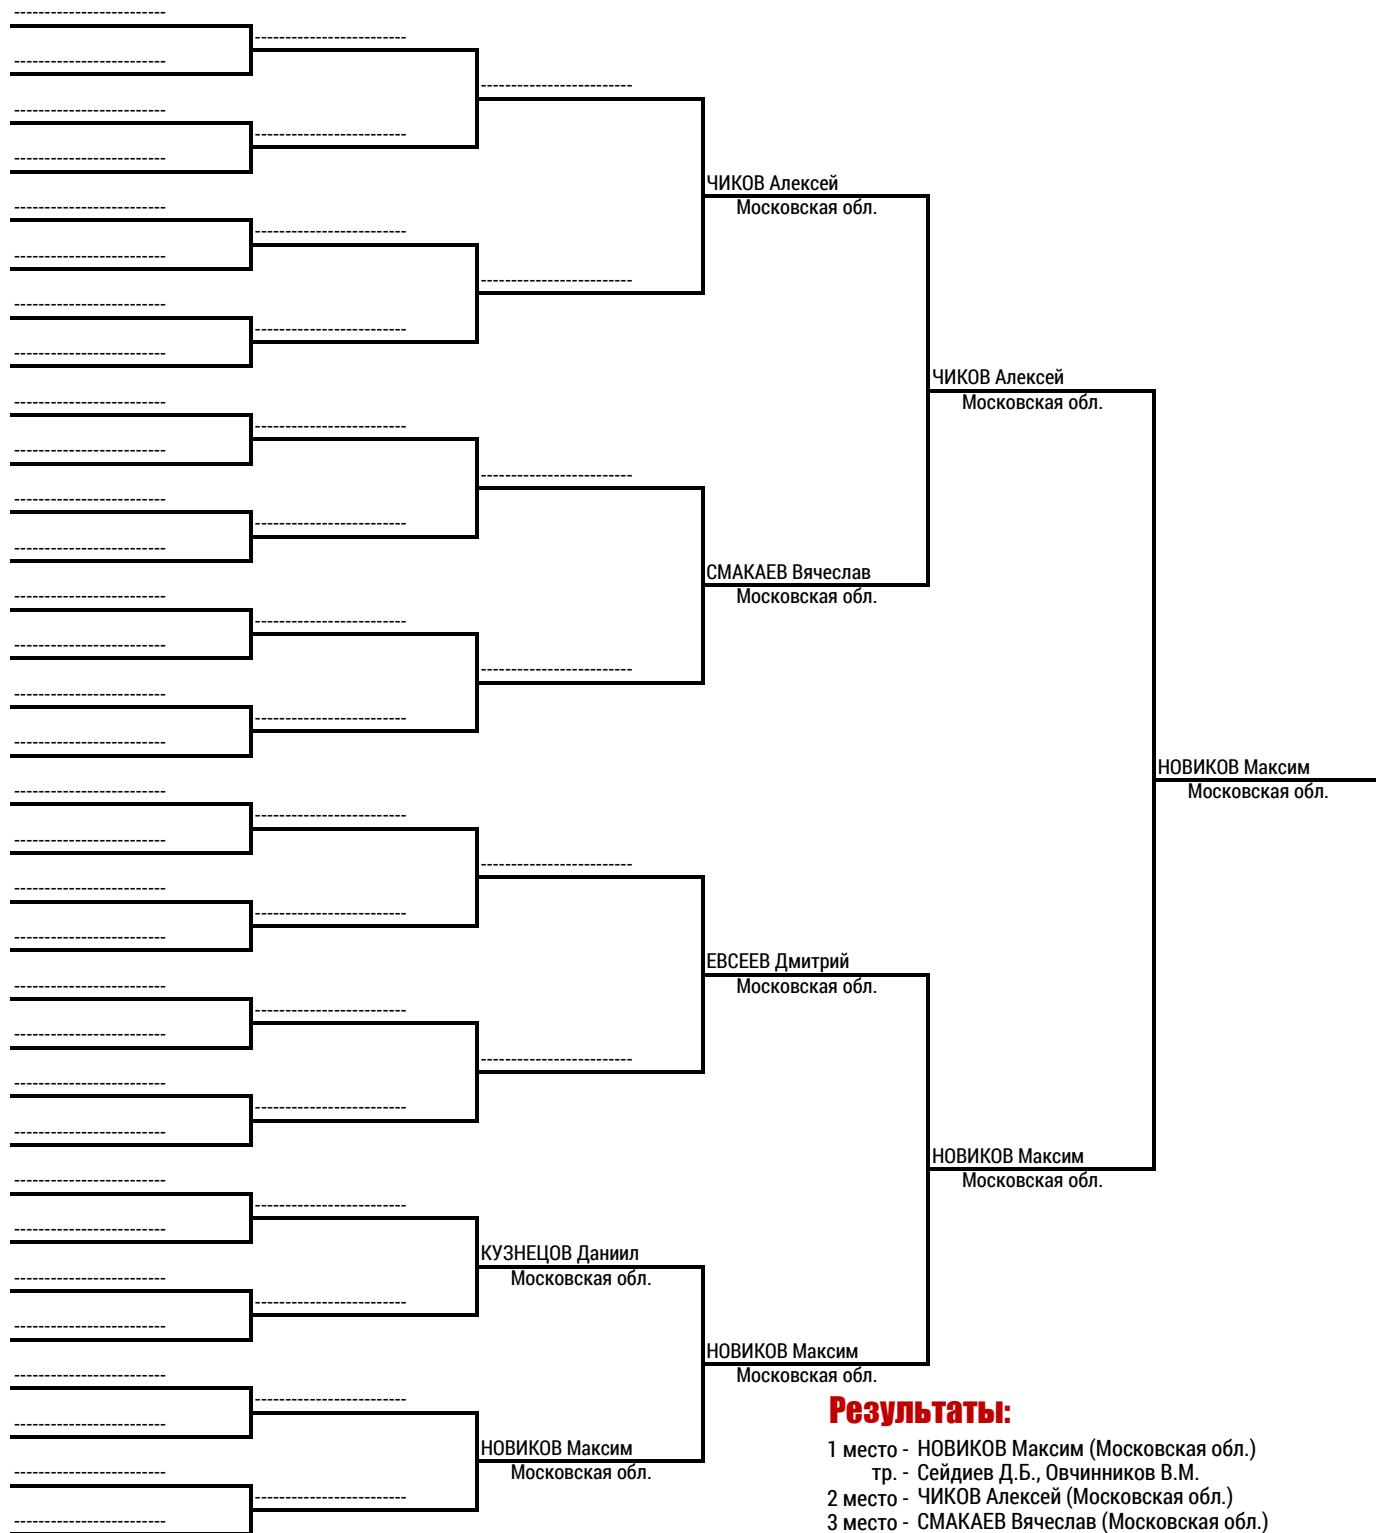 ЧИКОВ Алексей
Московская обл.
ЧИКОВ Алексей
Московская обл.
СМАКАЕВ Вячеслав
Московская обл.
НОВИКОВ Максим
Московская обл.
ЕВСЕЕВ Дмитрий
Московская обл.
НОВИКОВ Максим
Московская обл.
КУЗНЕЦОВ Даниил
Московская обл.
НОВИКОВ Максим
Московская обл.
НОВИКОВ Максим
Московская обл.
Результаты:
1 место - НОВИКОВ Максим (Московская обл.)
тр. - Сейдиев Д.Б., Овчинников В.М.
2 место - ЧИКОВ Алексей (Московская обл.)
3 место - СМАКАЕВ Вячеслав (Московская обл.)